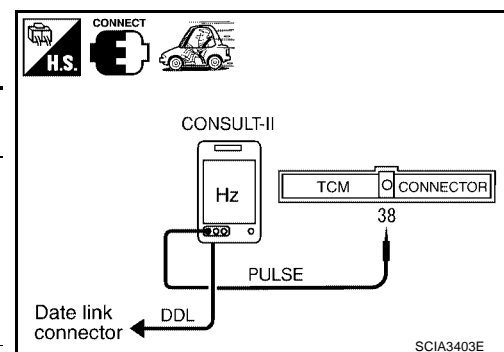 CONNECT
H.S.
CONSULT-II
Hz
TCM
CONNECTOR
38
PULSE
DDL
Date link
connector
SCIA3403E